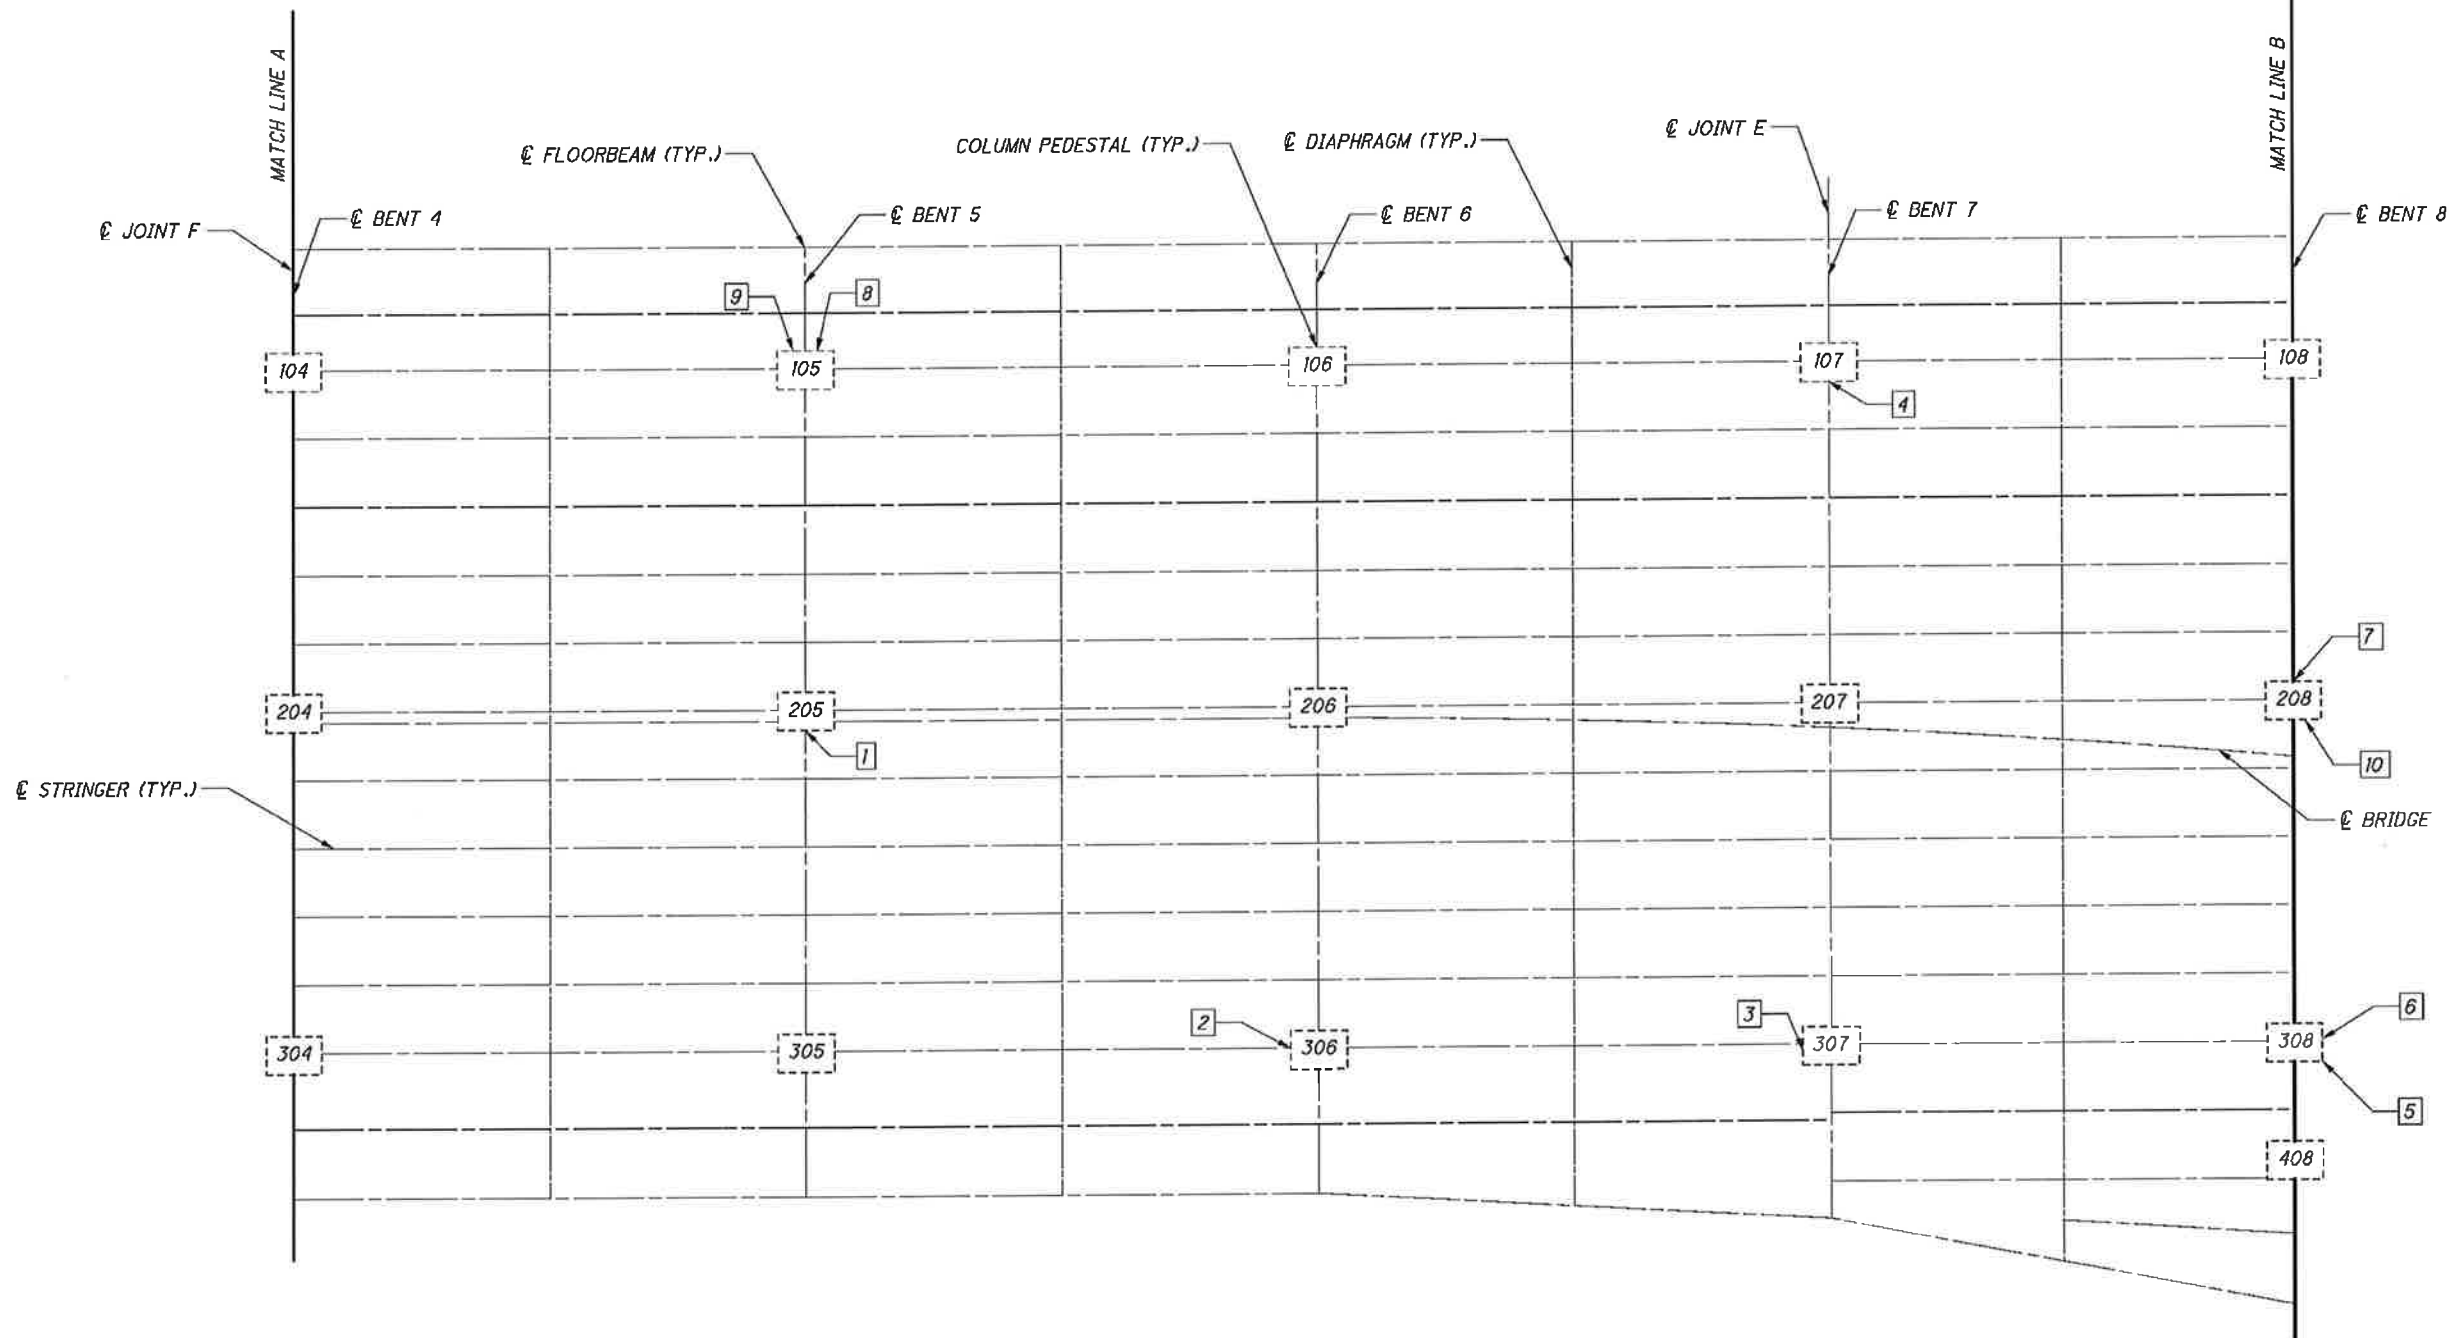 MATCH LINE A
MATCH LINE B
℄ JOINT E
℄ FLOORBEAM (TYP.)
COLUMN PEDESTAL (TYP.)
℄ DIAPHRAGM (TYP.)
℄ JOINT F
℄ BENT 4
℄ BENT 5
℄ BENT 6
℄ BENT 7
℄ BENT 8
9
8
104
105
106
107
108
4
7
204
205
206
207
208
1
10
℄ STRINGER (TYP.)
℄ BRIDGE
2
3
6
304
305
306
307
308
5
408